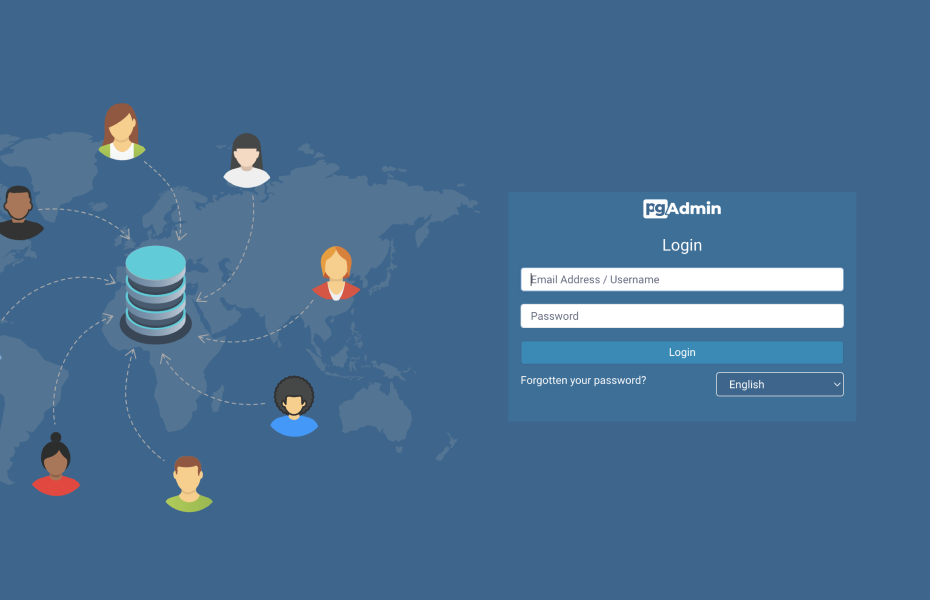 pgAdmin
Login
Email Address / Username
Password
Login
Forgotten your password?
English